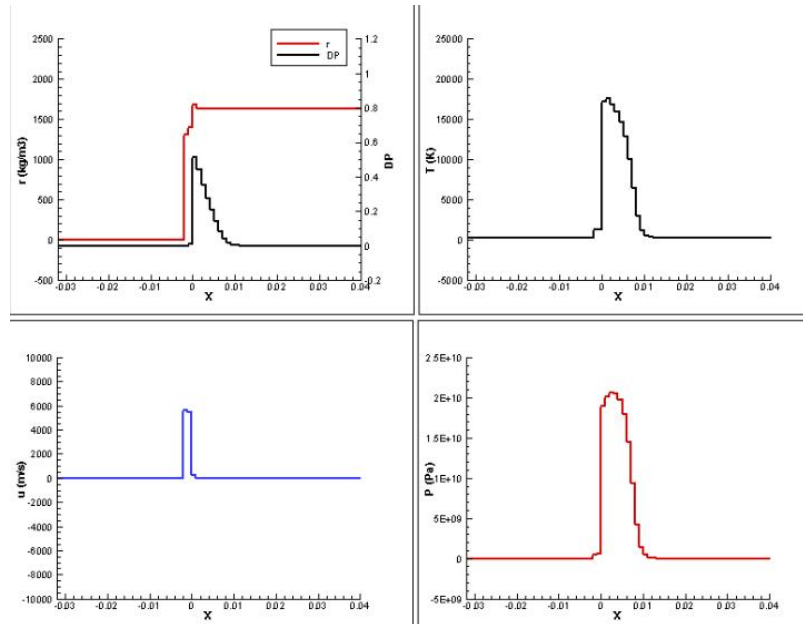 2500
2000
1500
1000
500
0
-500
r (kg/m3)
-0.03 -0.02 -0.01 0 0.01 0.02 0.03 0.04
X
1.2
1
0.8
0.6
0.4
0.2
0
-0.2
DP
r
DP
25000
20000
15000
10000
5000
0
-5000
T (K)
-0.03 -0.02 -0.01 0 0.01 0.02 0.03 0.04
X
10000
8000
6000
4000
2000
0
-2000
-4000
-6000
-8000
-10000
u (m/s)
-0.03 -0.02 -0.01 0 0.01 0.02 0.03 0.04
X
2.5E+10
2E+10
1.5E+10
1E+10
5E+09
0
-5E+09
P (Pa)
-0.03 -0.02 -0.01 0 0.01 0.02 0.03 0.04
X